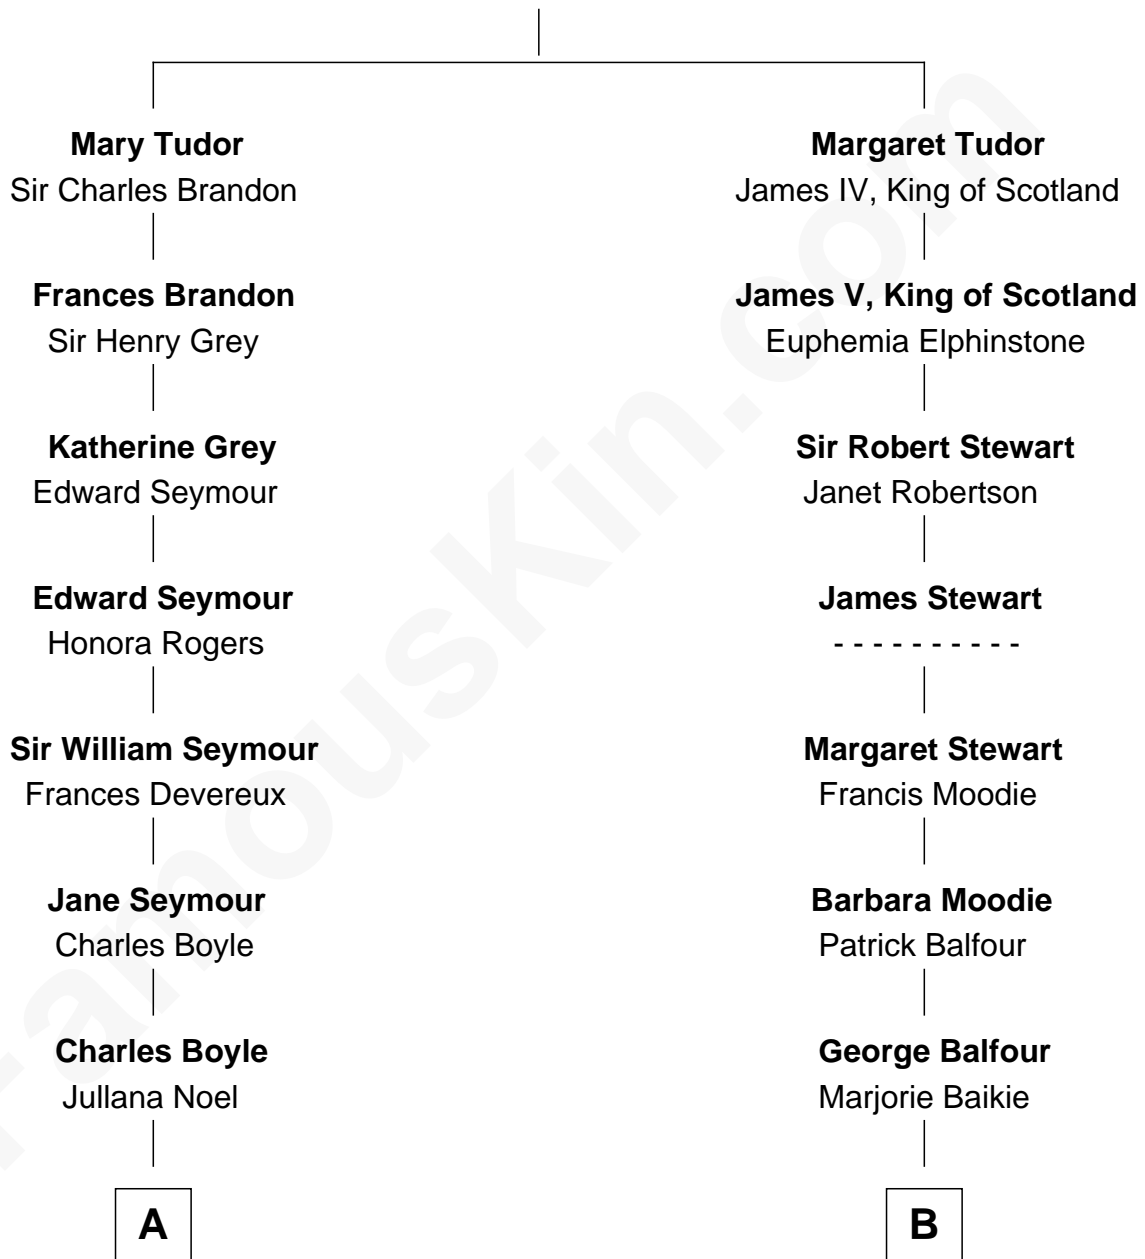 Mary Tudor
Sir Charles Brandon
Frances Brandon
Sir Henry Grey
Katherine Grey
Edward Seymour
Edward Seymour
Honora Rogers
Sir William Seymour
Frances Devereux
Jane Seymour
Charles Boyle
Charles Boyle
Jullana Noel
A
Margaret Tudor
James IV, King of Scotland
James V, King of Scotland
Euphemia Elphinstone
Sir Robert Stewart
Janet Robertson
James Stewart
- - - - - - - - - -
Margaret Stewart
Francis Moodie
Barbara Moodie
Patrick Balfour
George Balfour
Marjorie Baikie
B
FamousKin.com